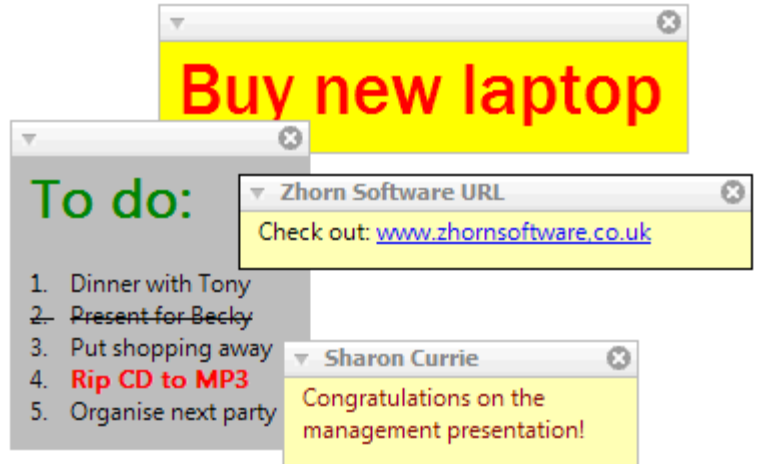 Buy new laptop
To do:
1. Dinner with Tony
2. Present for Becky
3. Put shopping away
4. Rip CD to MP3
5. Organise next party
Zhorn Software URL
Check out: www.zhornsoftware.co.uk
Sharon Currie
Congratulations on the
management presentation!